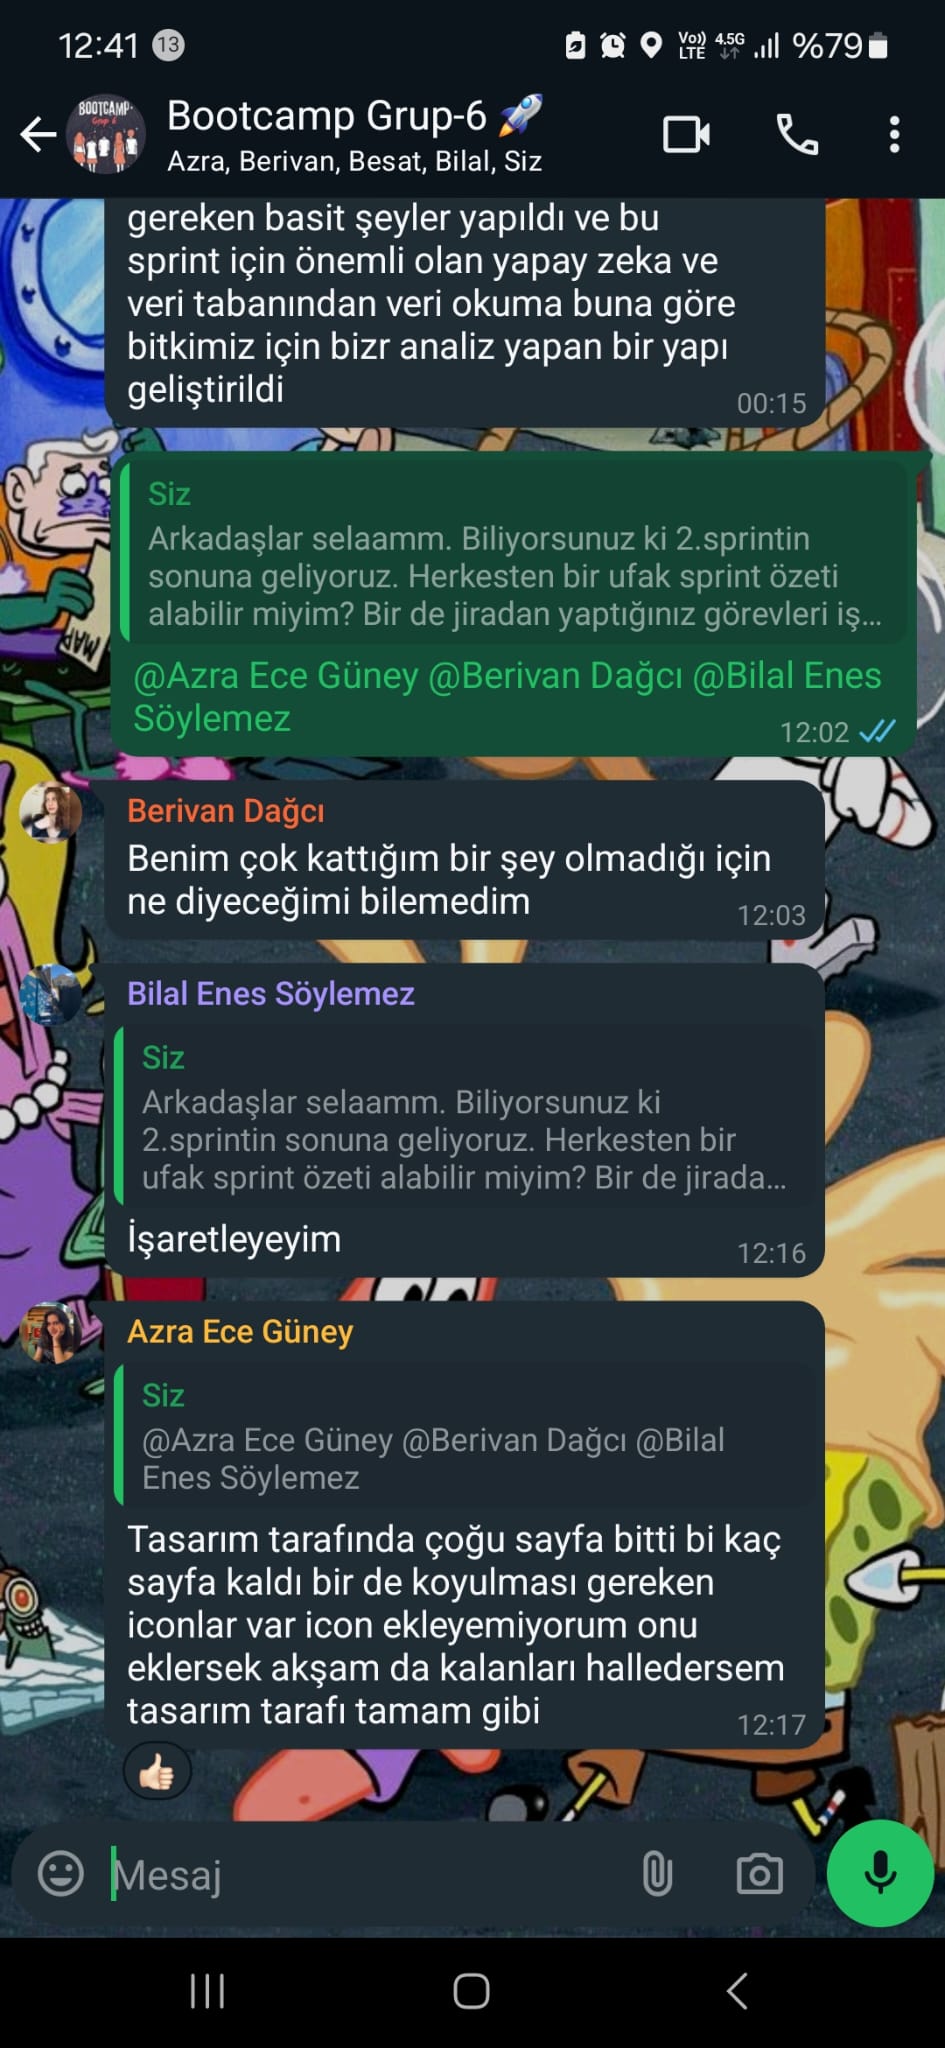 12:41 13
Vo)) LTE 4.5G %79
BOOTCAMP
Grup 6
Bootcamp Grup-6 🚀
Azra, Berivan, Besat, Bilal, Siz
gereken basit şeyler yapıldı ve bu
sprint için önemli olan yapay zeka ve
veri tabanından veri okuma buna göre
bitkimiz için bizr analiz yapan bir yapı
geliştirildi
00:15
Siz
Arkadaşlar selaamm. Biliyorsunuz ki 2.sprintin
sonuna geliyoruz. Herkesten bir ufak sprint özeti
alabilir miyim? Bir de jiradan yaptığınız görevleri iş...
@Azra Ece Güney @Berivan Dağcı @Bilal Enes
Söylemez
12:02
MAP
Berivan Dağcı
Benim çok kattığım bir şey olmadığı için
ne diyeceğimi bilemedim
12:03
Bilal Enes Söylemez
Siz
Arkadaşlar selaamm. Biliyorsunuz ki
2.sprintin sonuna geliyoruz. Herkesten bir
ufak sprint özeti alabilir miyim? Bir de jirada...
İşaretleyeyim
12:16
Azra Ece Güney
Siz
@Azra Ece Güney @Berivan Dağcı @Bilal
Enes Söylemez
Tasarım tarafında çoğu sayfa bitti bi kaç
sayfa kaldı bir de koyulması gereken
iconlar var icon ekleyemiyorum onu
eklersek akşam da kalanları halledersem
tasarım tarafı tamam gibi
12:17
👍🏻
Mesaj